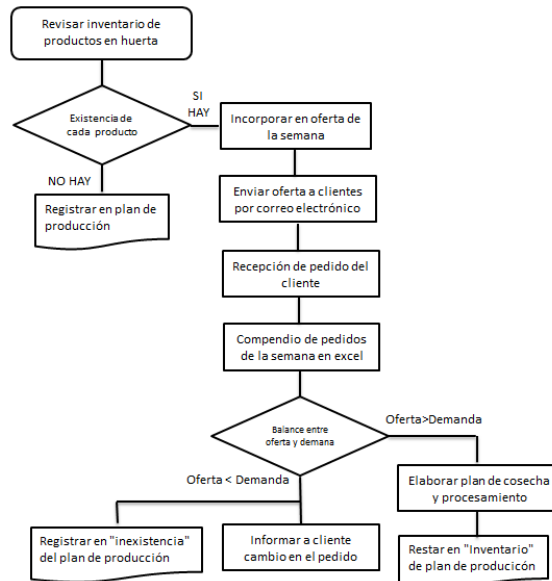 Revisar inventario de
productos en huerta
SI
HAY
Existencia de
cada producto
Incorporar en oferta de
la semana
NO HAY
Enviar oferta a clientes
por correo electrónico
Registrar en plan de
producción
Recepción de pedido del
cliente
Compendio de pedidos
de la semana en excel
Balance entre
oferta y demana
Oferta>Demanda
Oferta < Demanda
Elaborar plan de cosecha
y procesamiento
Registrar en "inexistencia"
del plan de producción
Informar a cliente
cambio en el pedido
Restar en "Inventario"
de plan de producicón